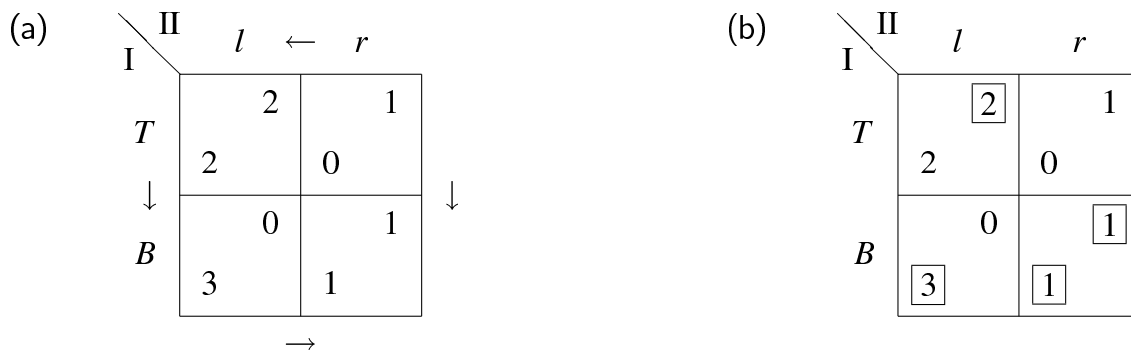 (a) II (b) II
I l ← r I l r
2 1 2 1
T T
2 0 2 0
↓ ↓
0 1 0 1
B B
3 1 3 1
→